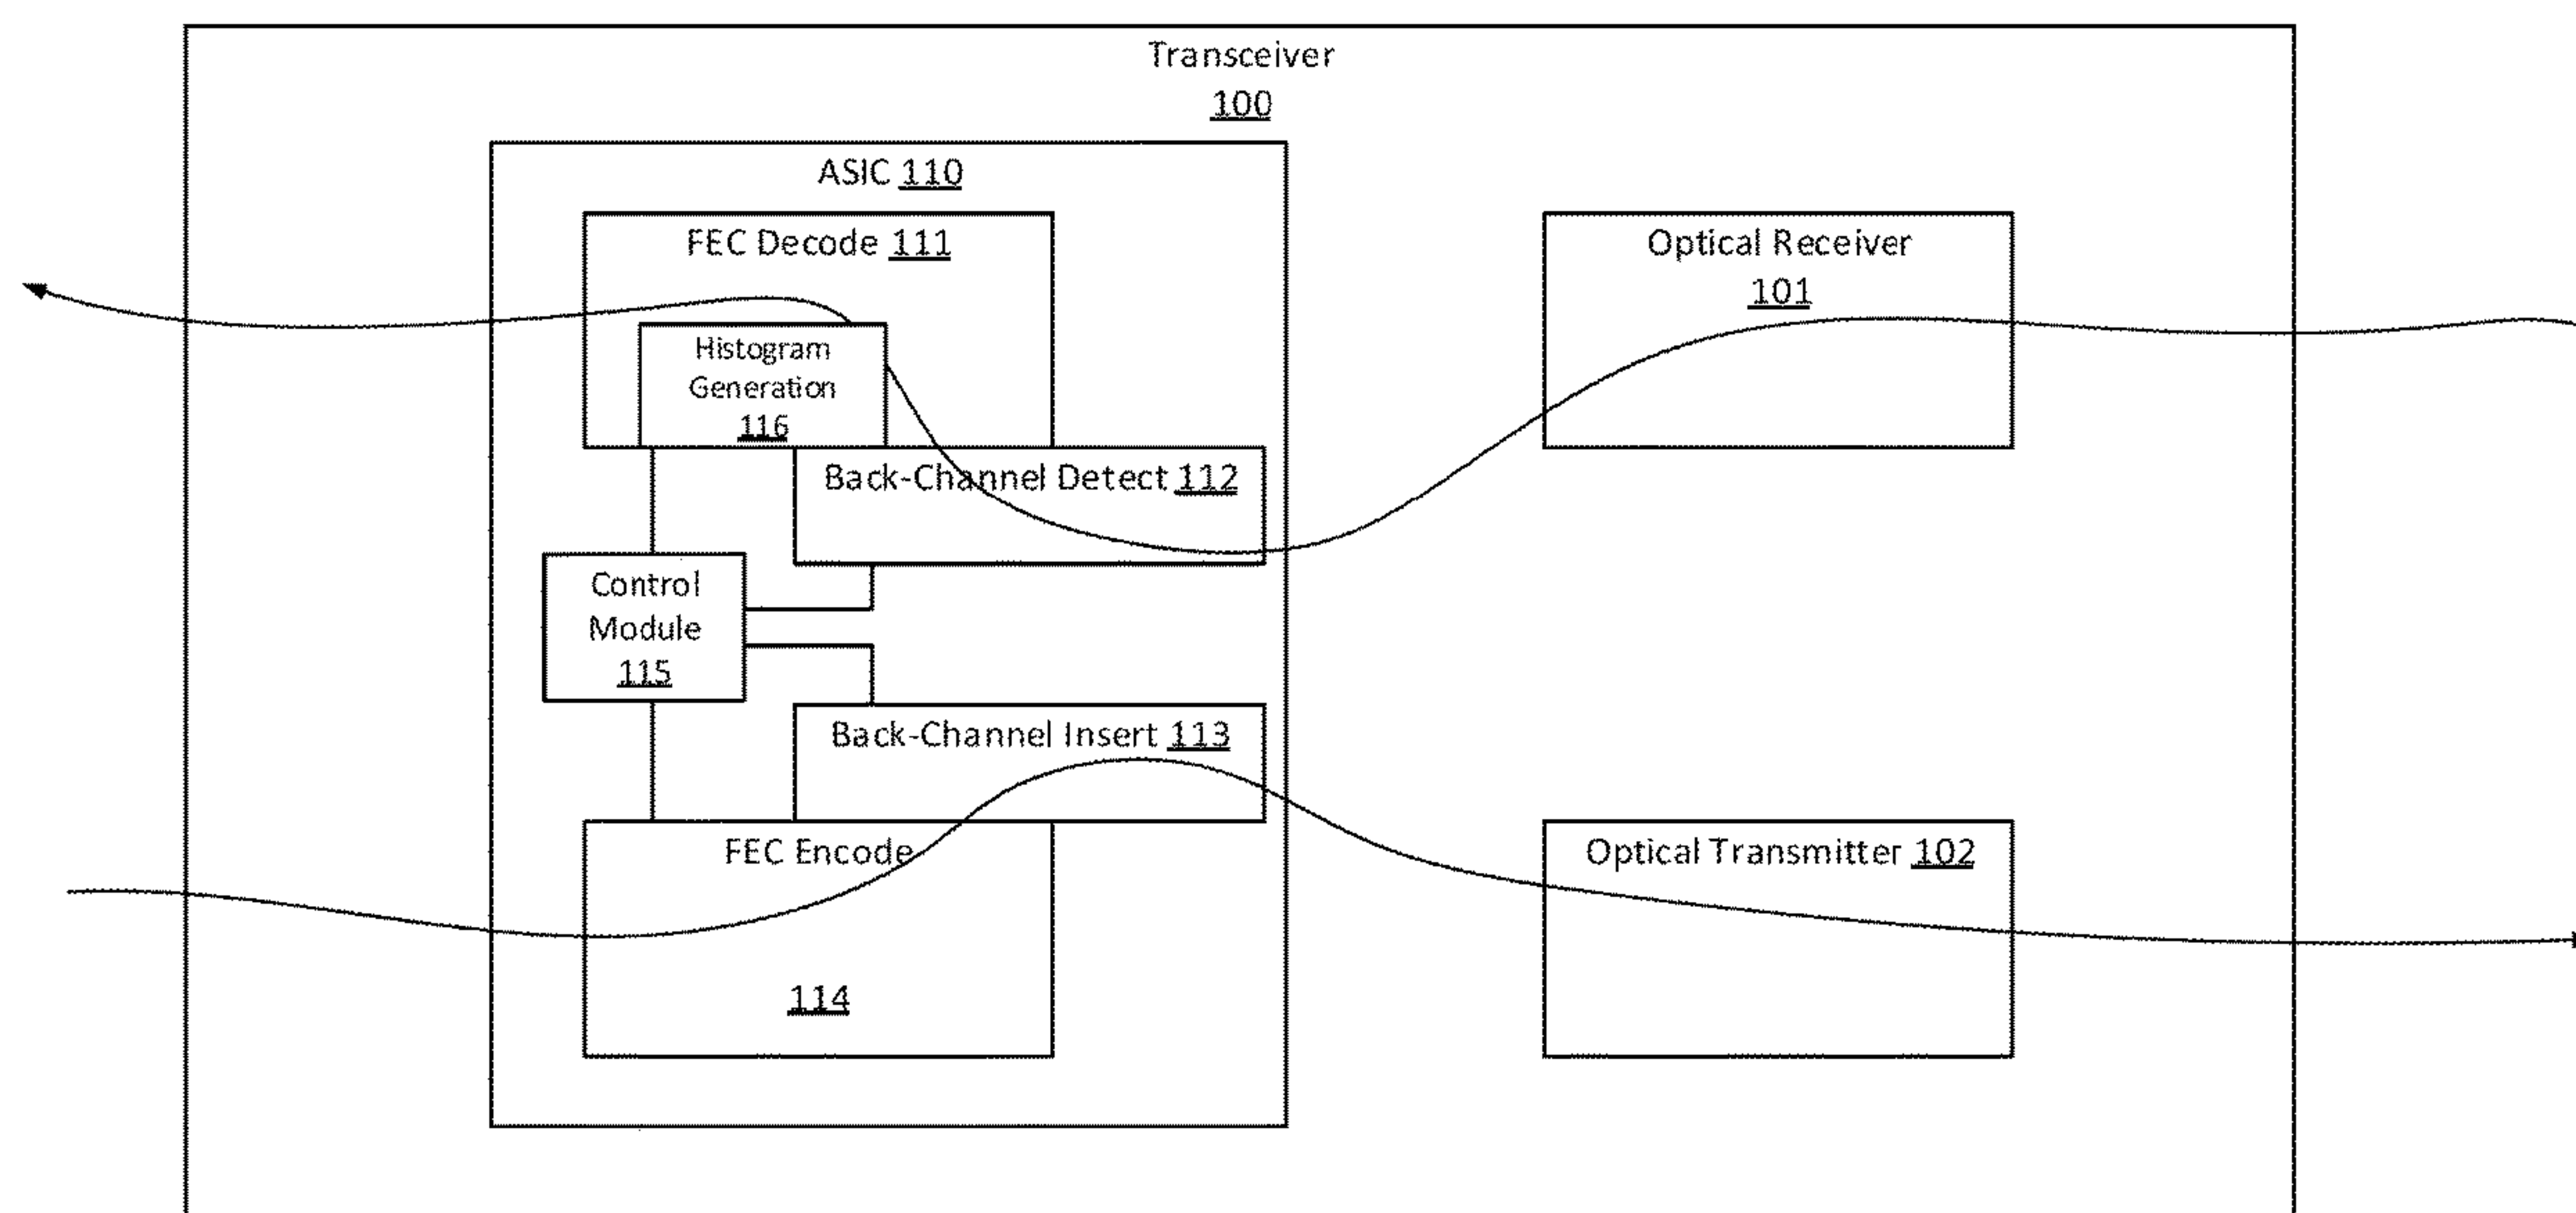 Transceiver
100
ASIC 110
FEC Decode 111
Optical Receiver
101
Histogram
Generation
116
Back-Channel Detect 112
Control
Module
115
Back-Channel Insert 113
FEC Encode
114
Optical Transmitter 102